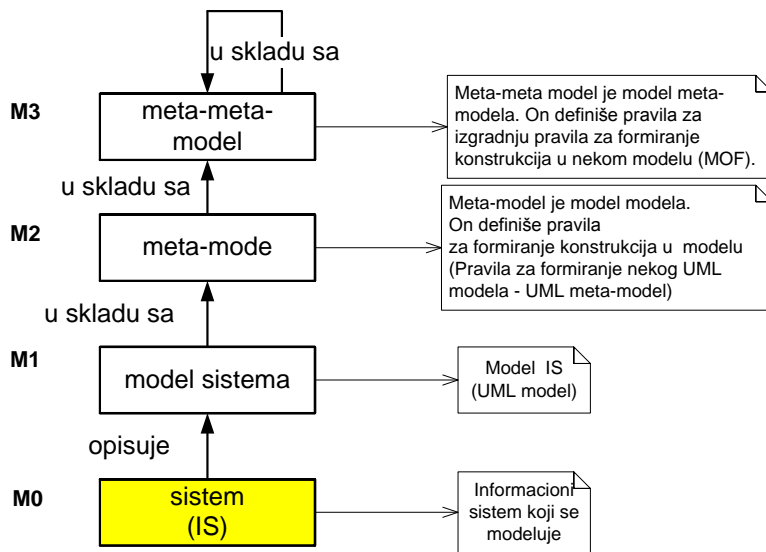 u skladu sa
M3
meta-meta-
model
Meta-meta model je model meta-
modela. On definiše pravila za
izgradnju pravila za formiranje
konstrukcija u nekom modelu (MOF).
u skladu sa
M2
meta-mode
Meta-model je model modela.
On definiše pravila
za formiranje konstrukcija u modelu
(Pravila za formiranje nekog UML
modela - UML meta-model)
u skladu sa
M1
model sistema
Model IS
(UML model)
opisuje
M0
sistem
(IS)
Informacioni
sistem koji se
modeluje